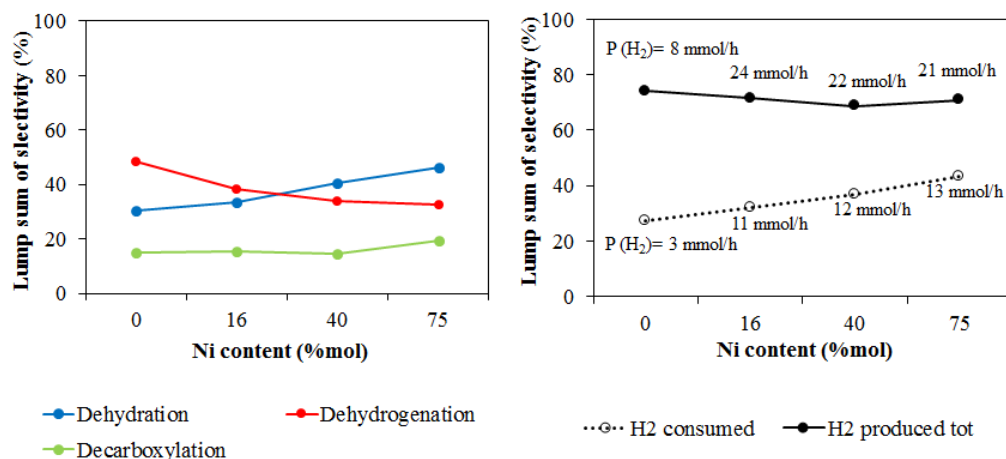 Lump sum of slectivity (%)
100
80
60
40
20
0
0 16 40 75
Ni content (%mol)
Dehydration
Dehydrogenation
Decarboxylation
Lump sum of selectivity (%)
100
80
60
40
20
0
P (H2)= 8 mmol/h
24 mmol/h
22 mmol/h
21 mmol/h
P (H2)= 3 mmol/h
11 mmol/h
12 mmol/h
13 mmol/h
0 16 40 75
Ni content (%mol)
H2 consumed
H2 produced tot